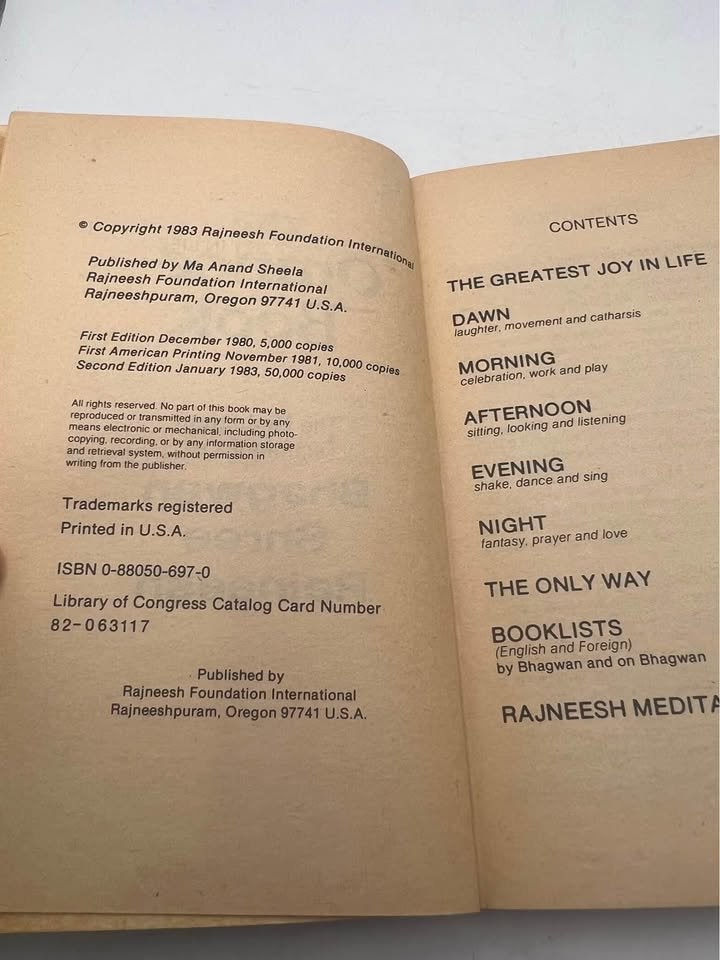 © Copyright 1983 Rajneesh Foundation International
Published by Ma Anand Sheela
Rajneesh Foundation International
Rajneeshpuram, Oregon 97741 U.S.A.
First Edition December 1980, 5,000 copies
First American Printing November 1981, 10,000 copies
Second Edition January 1983, 50,000 copies
All rights reserved. No part of this book may be
reproduced or transmitted in any form or by any
means electronic or mechanical, including photo-
copying, recording, or by any information storage
and retrieval system, without permission in
writing from the publisher.
Trademarks registered
Printed in U.S.A.
ISBN 0-88050-697-0
Library of Congress Catalog Card Number
82-063117
Published by
Rajneesh Foundation International
Rajneeshpuram, Oregon 97741 U.S.A.
CONTENTS
THE GREATEST JOY IN LIFE
DAWN
laughter, movement and catharsis
MORNING
celebration, work and play
AFTERNOON
sitting, looking and listening
EVENING
shake, dance and sing
NIGHT
fantasy, prayer and love
THE ONLY WAY
BOOKLISTS
(English and Foreign)
by Bhagwan and on Bhagwan
RAJNEESH MEDITA